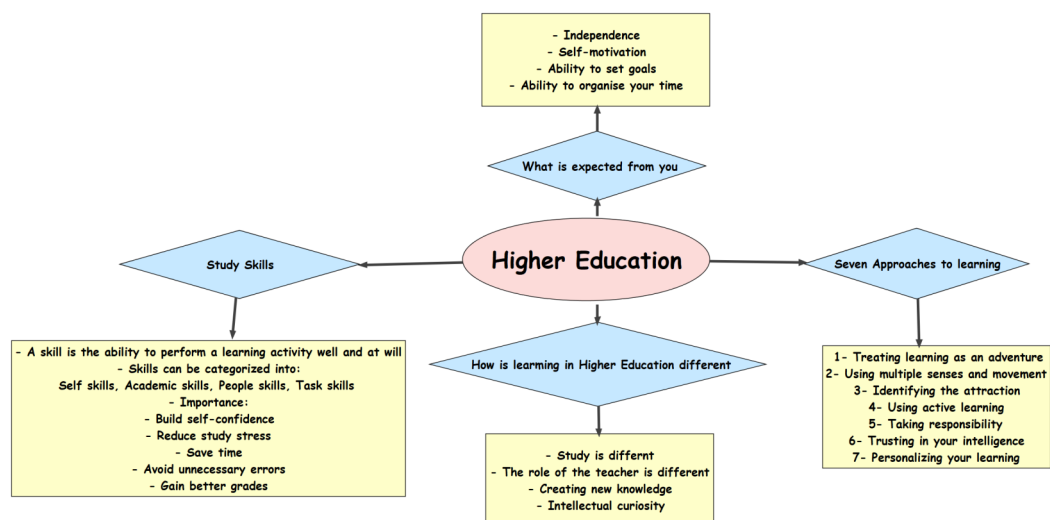 - Independence
- Self-motivation
- Ability to set goals
- Ability to organise your time
What is expected from you
Higher Education
Study Skills
Seven Approaches to learning
- A skill is the ability to perform a learning activity well and at will
- Skills can be categorized into:
Self skills, Academic skills, People skills, Task skills
- Importance:
- Build self-confidence
- Reduce study stress
- Save time
- Avoid unnecessary errors
- Gain better grades
How is learning in Higher Education different
- Study is differnt
- The role of the teacher is different
- Creating new knowledge
- Intellectual curiosity
1- Treating learning as an adventure
2- Using multiple senses and movement
3- Identifying the attraction
4- Using active learning
5- Taking responsibility
6- Trusting in your intelligence
7- Personalizing your learning